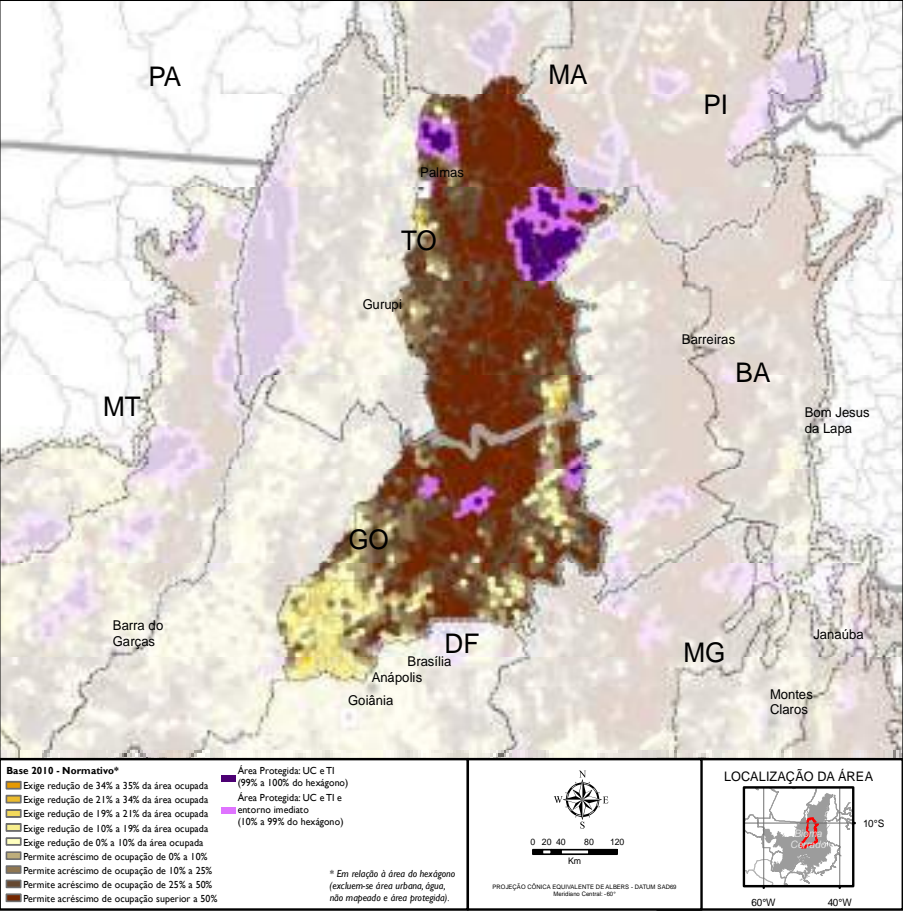 PA
MA
PI
Palmas
TO
Gurupi
Barreiras
BA
MT
Bom Jesus
da Lapa
GO
Barra do
Garças
DF
Brasília
Anápolis
Goiânia
MG
Janaúba
Montes
Claros
Base 2010 - Normativo*
Exige redução de 34% a 35% da área ocupada
Exige redução de 21% a 34% da área ocupada
Exige redução de 19% a 21% da área ocupada
Exige redução de 10% a 19% da área ocupada
Exige redução de 0% a 10% da área ocupada
Permite acréscimo de ocupação de 0% a 10%
Permite acréscimo de ocupação de 10% a 25%
Permite acréscimo de ocupação de 25% a 50%
Permite acréscimo de ocupação superior a 50%
Área Protegida: UC e TI
(99% a 100% do hexágono)
Área Protegida: UC e TI e
entorno imediato
(10% a 99% do hexágono)
* Em relação à área do hexágono
(excluem-se área urbana, água,
não mapeado e área protegida).
N
W E
S
0 20 40 80 120
Km
PROJEÇÃO CÔNICA EQUIVALENTE DE ALBERS - DATUM SAD69
Meridiano Central: -60°
LOCALIZAÇÃO DA ÁREA
10°S
Bioma
Cerrado
60°W 40°W